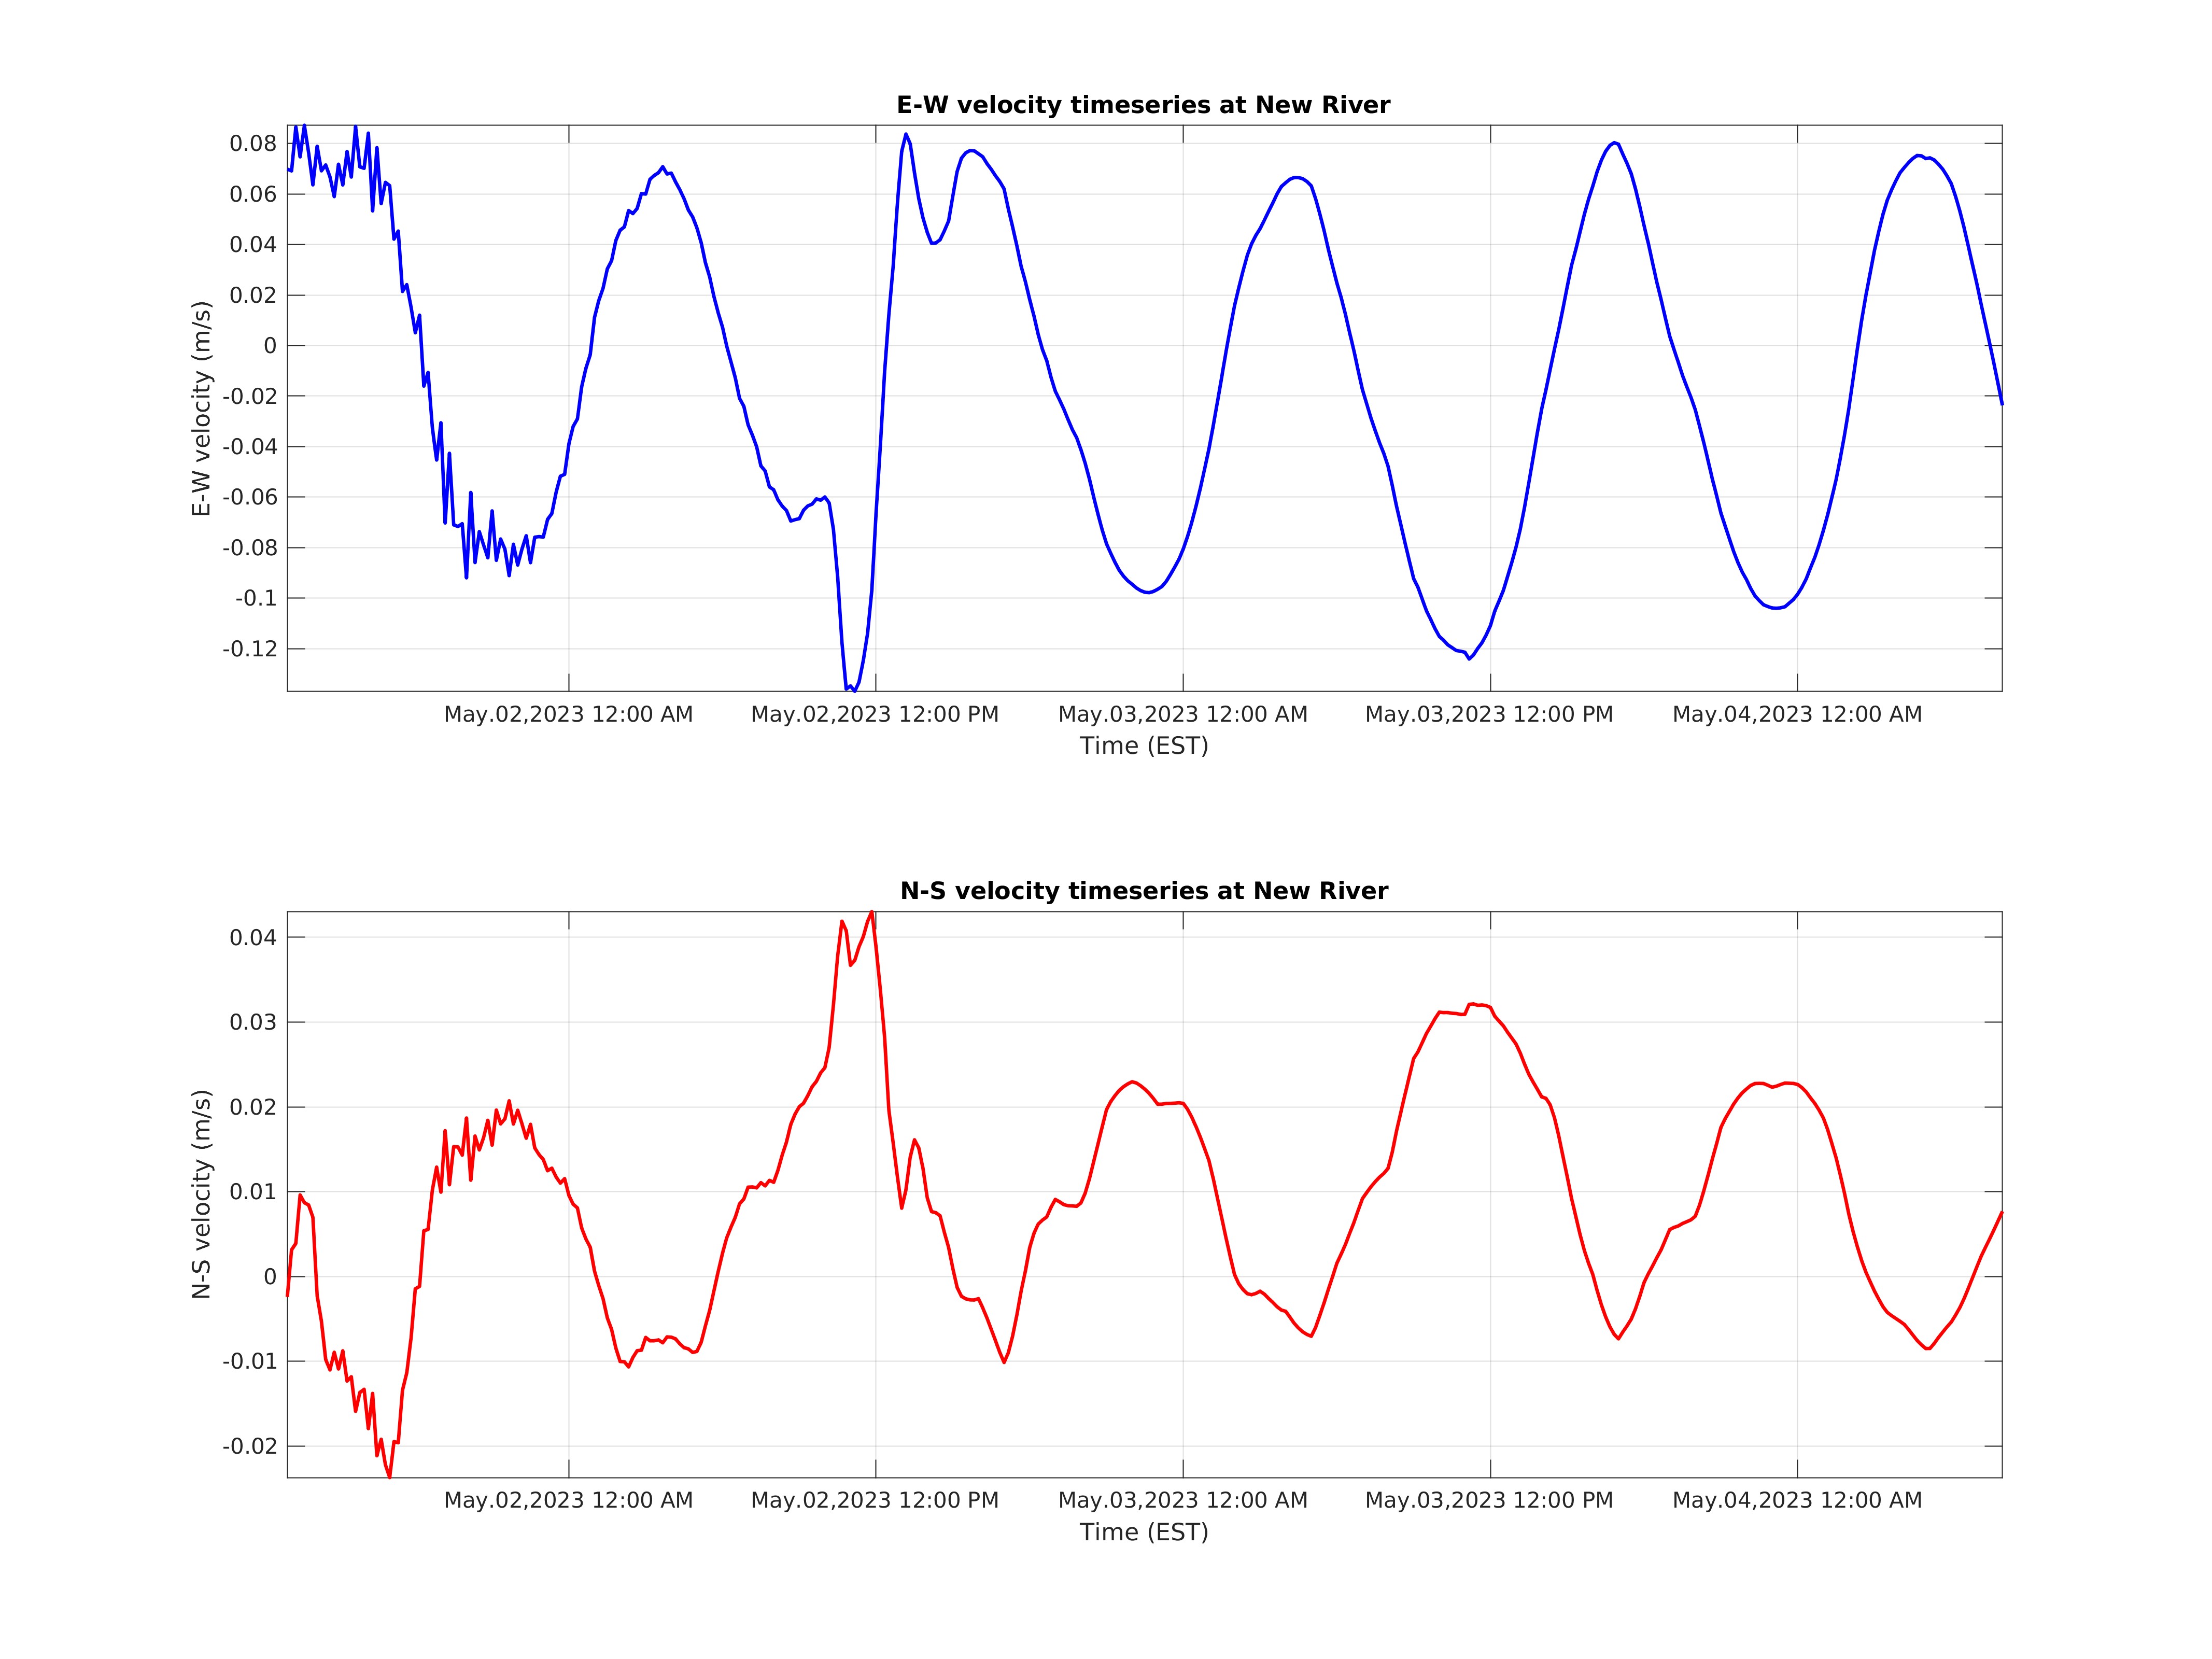 E-W velocity timeseries at New River
0.08
0.06
0.04
0.02
0
-0.02
-0.04
-0.06
-0.08
-0.1
-0.12
E-W velocity (m/s)
May.02,2023 12:00 AM May.02,2023 12:00 PM May.03,2023 12:00 AM May.03,2023 12:00 PM May.04,2023 12:00 AM
Time (EST)
N-S velocity timeseries at New River
0.04
0.03
0.02
0.01
0
-0.01
-0.02
N-S velocity (m/s)
May.02,2023 12:00 AM May.02,2023 12:00 PM May.03,2023 12:00 AM May.03,2023 12:00 PM May.04,2023 12:00 AM
Time (EST)